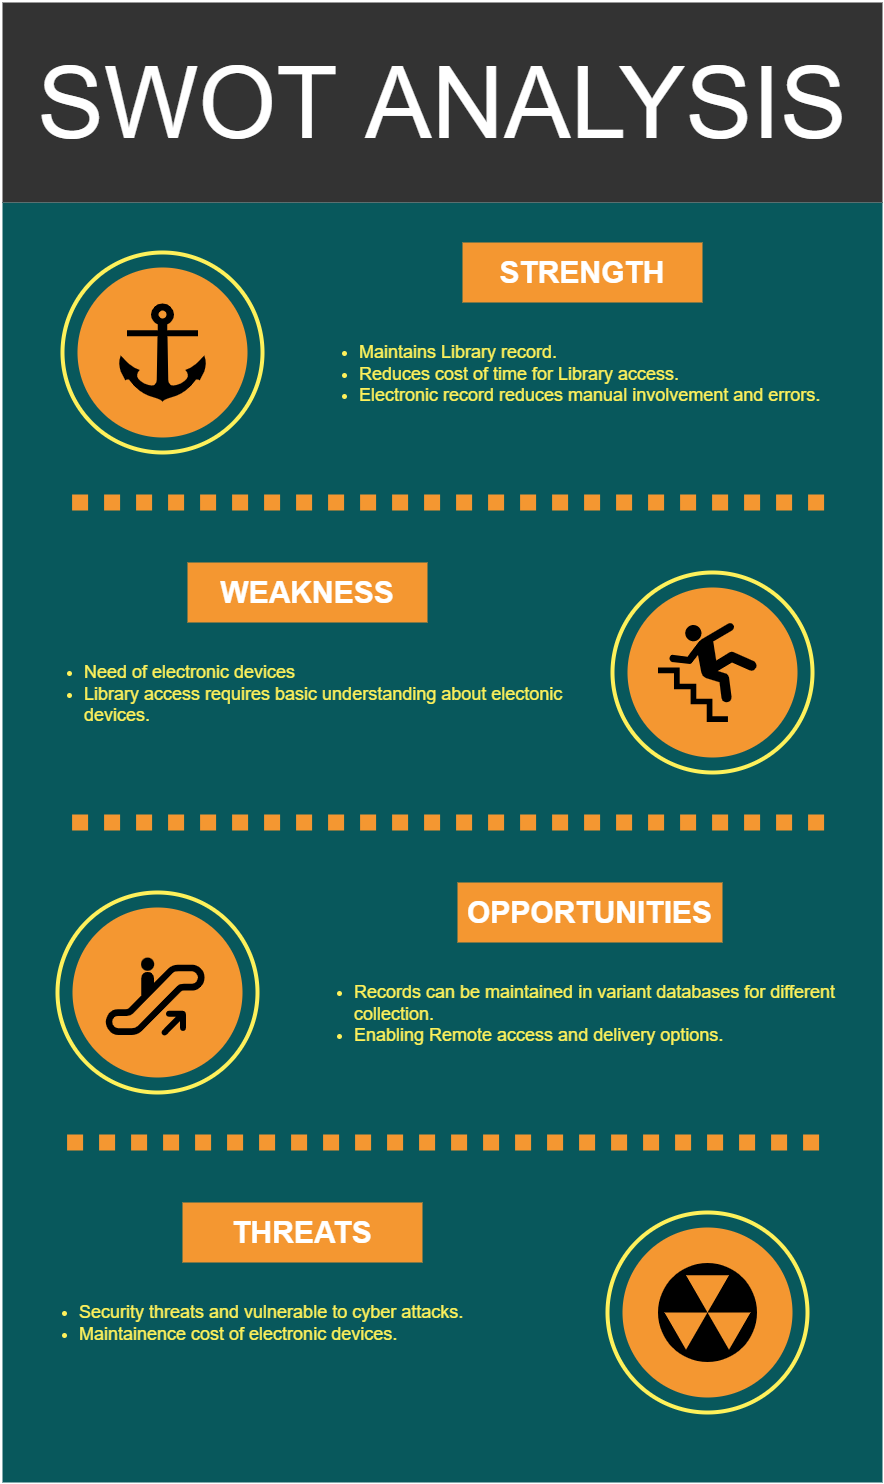 SWOT ANALYSIS
STRENGTH
• Maintains Library record.
• Reduces cost of time for Library access.
• Electronic record reduces manual involvement and errors.
WEAKNESS
• Need of electronic devices
• Library access requires basic understanding about electonic
devices.
OPPORTUNITIES
• Records can be maintained in variant databases for different
collection.
• Enabling Remote access and delivery options.
THREATS
• Security threats and vulnerable to cyber attacks.
• Maintainence cost of electronic devices.